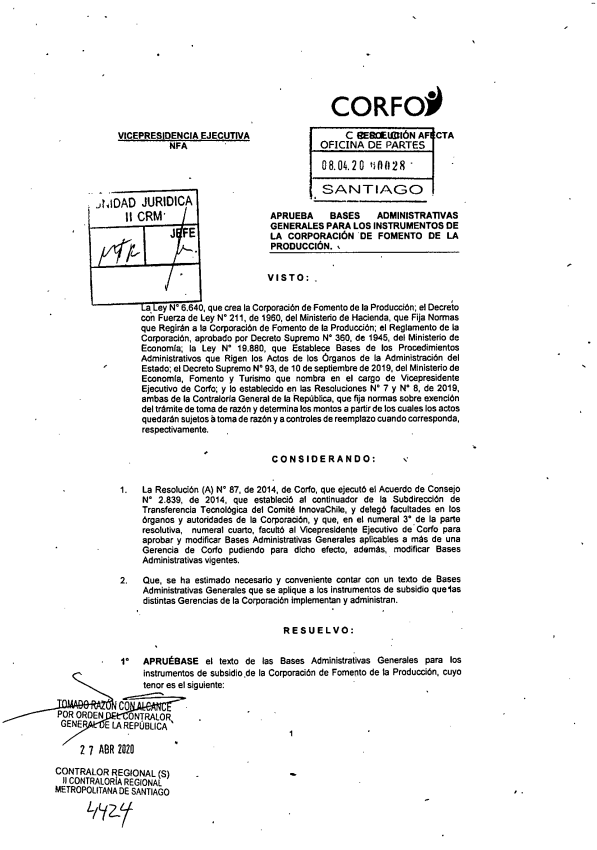 CORFO
VICEPRESIDENCIA EJECUTIVA
NFA
RESOLUCIÓN AFECTA
OFICINA DE PARTES
08.04.20 00028
SANTIAGO
UNIDAD JURIDICA
II CRM
JEFE
APRUEBA BASES ADMINISTRATIVAS
GENERALES PARA LOS INSTRUMENTOS DE
LA CORPORACIÓN DE FOMENTO DE LA
PRODUCCIÓN.
VISTO:
La Ley N° 6.640, que crea la Corporación de Fomento de la Producción; el Decreto
con Fuerza de Ley N° 211, de 1960, del Ministerio de Hacienda, que Fija Normas
que Regirán a la Corporación de Fomento de la Producción; el Reglamento de la
Corporación, aprobado por Decreto Supremo N° 360, de 1945, del Ministerio de
Economía; la Ley N° 19.880, que Establece Bases de los Procedimientos
Administrativos que Rigen los Actos de los Órganos de la Administración del
Estado; el Decreto Supremo N° 93, de 10 de septiembre de 2019, del Ministerio de
Economía, Fomento y Turismo que nombra en el cargo de Vicepresidente
Ejecutivo de Corfo; y lo establecido en las Resoluciones N° 7 y N° 8, de 2019,
ambas de la Contraloría General de la República, que fija normas sobre exención
del trámite de toma de razón y determina los montos a partir de los cuales los actos
quedarán sujetos a toma de razón y a controles de reemplazo cuando corresponda,
respectivamente.
CONSIDERANDO:
1. La Resolución (A) N° 87, de 2014, de Corfo, que ejecutó el Acuerdo de Consejo
N° 2.839, de 2014, que estableció al continuador de la Subdirección de
Transferencia Tecnológica del Comité InnovaChile, y delegó facultades en los
órganos y autoridades de la Corporación, y que, en el numeral 3° de la parte
resolutiva, numeral cuarto, facultó al Vicepresidente Ejecutivo de Corfo para
aprobar y modificar Bases Administrativas Generales aplicables a más de una
Gerencia de Corfo pudiendo para dicho efecto, además, modificar Bases
Administrativas vigentes.
2. Que, se ha estimado necesario y conveniente contar con un texto de Bases
Administrativas Generales que se aplique a los instrumentos de subsidio que las
distintas Gerencias de la Corporación implementan y administran.
RESUELVO:
1° APRUÉBASE el texto de las Bases Administrativas Generales para los
instrumentos de subsidio de la Corporación de Fomento de la Producción, cuyo
tenor es el siguiente:
TOMADO RAZÓN CON ALCANCE
POR ORDEN DEL CONTRALOR
GENERAL DE LA REPÚBLICA
27 ABR 2020
CONTRALOR REGIONAL (S)
II CONTRALORÍA REGIONAL
METROPOLITANA DE SANTIAGO
4424
1